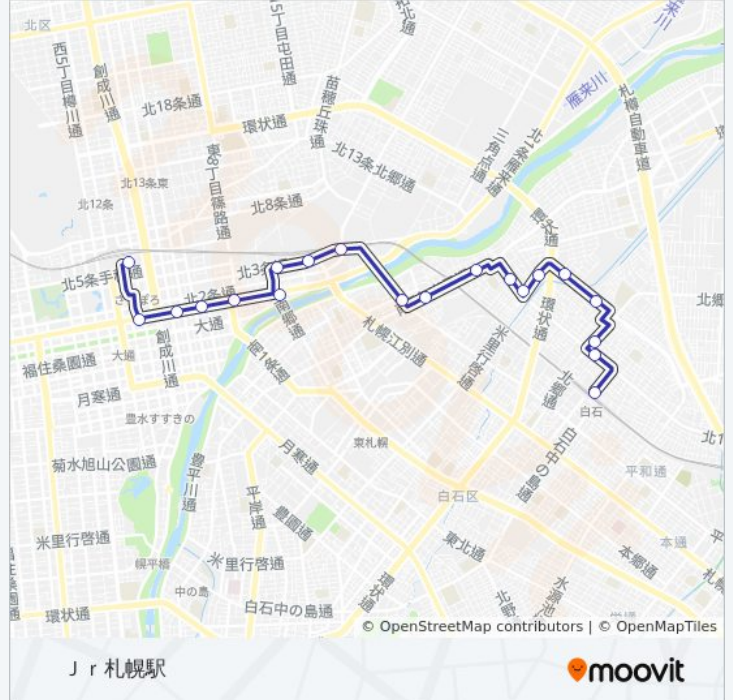 北区
西5丁目樽川通
創成川通
北18条通
5丁目屯田通
苗穂丘珠通
環状通
東8丁目篠路通
北13条東
北12条
北8条通
北13条北郷通
三角点通
北1条雁来通
雁来川
札樽自動車道
環状通
北5条手
通
さっぽろ
北2条通
北3条
大通
南郷通
大通
創成川通
福住桑園通
月寒通
豊水すすきの
菊水旭山公園通
米里行啓通
幌平橋
中の島
環状通
豊平三通
平岸通
月寒通
豊園通
米里行啓通
白石中の島通
札幌江別通
東札幌
米里行啓通
環状通
北郷通
白石
白石中の島通
白石区
平和通
本通
本郷通
東北通
環状通
水源池
北野
北郷
© OpenStreetMap contributors | © OpenMapTiles
Ｊｒ札幌駅
moovit